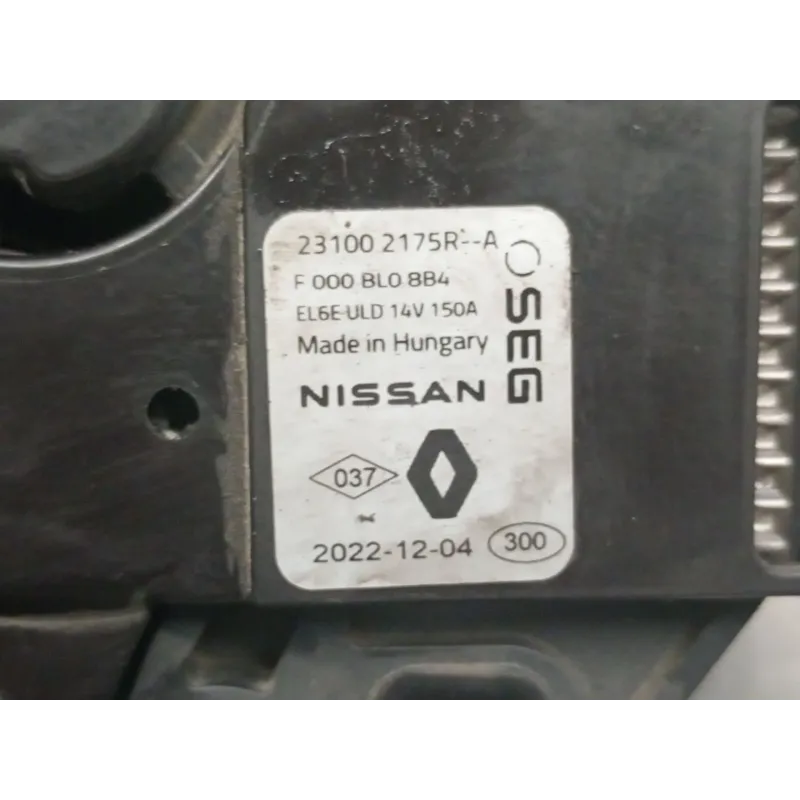 23100 2175R--A
F 000 BL0 8B4
EL6E ULD 14V 150A
Made in Hungary
NISSAN
SEG
037
2022-12-04
300